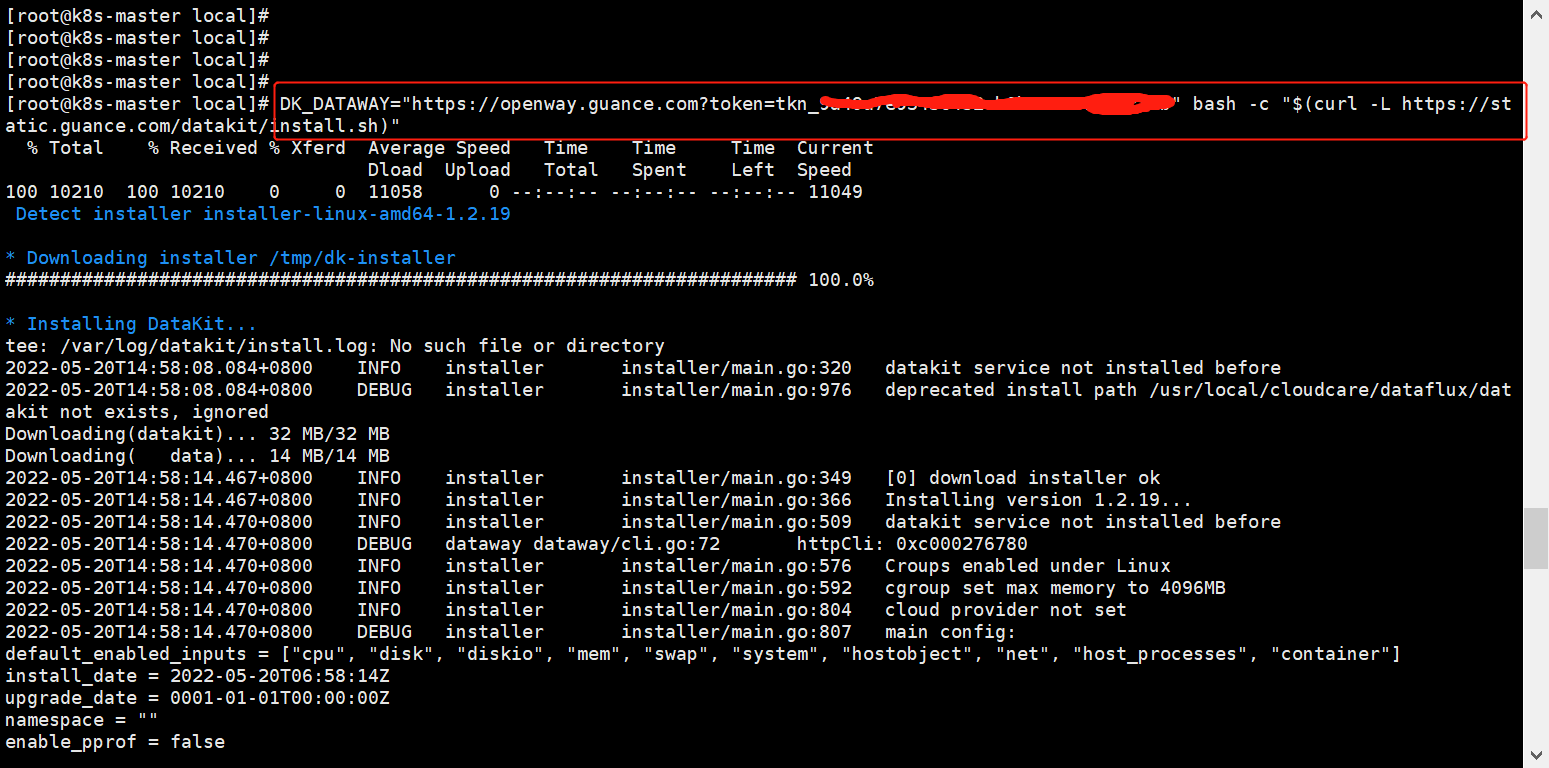 [root@k8s-master local]#
[root@k8s-master local]#
[root@k8s-master local]#
[root@k8s-master local]#
[root@k8s-master local]# DK_DATAWAY="https://openway.guance.com?token=tkn_ " bash -c "$(curl -L https://st
atic.guance.com/datakit/install.sh)"
  % Total    % Received % Xferd  Average Speed   Time    Time     Time  Current
                                 Dload  Upload   Total   Spent    Left  Speed
100 10210  100 10210    0     0  11058      0 --:--:-- --:--:-- --:--:-- 11049
 Detect installer installer-linux-amd64-1.2.19
* Downloading installer /tmp/dk-installer
######################################################################## 100.0%
* Installing DataKit...
tee: /var/log/datakit/install.log: No such file or directory
2022-05-20T14:58:08.084+0800    INFO    installer       installer/main.go:320   datakit service not installed before
2022-05-20T14:58:08.084+0800    DEBUG   installer       installer/main.go:976   deprecated install path /usr/local/cloudcare/dataflux/dat
akit not exists, ignored
Downloading(datakit)... 32 MB/32 MB
Downloading(   data)... 14 MB/14 MB
2022-05-20T14:58:14.467+0800    INFO    installer       installer/main.go:349   [0] download installer ok
2022-05-20T14:58:14.467+0800    INFO    installer       installer/main.go:366   Installing version 1.2.19...
2022-05-20T14:58:14.470+0800    INFO    installer       installer/main.go:509   datakit service not installed before
2022-05-20T14:58:14.470+0800    DEBUG   dataway dataway/cli.go:72       httpCli: 0xc000276780
2022-05-20T14:58:14.470+0800    INFO    installer       installer/main.go:576   Croups enabled under Linux
2022-05-20T14:58:14.470+0800    INFO    installer       installer/main.go:592   cgroup set max memory to 4096MB
2022-05-20T14:58:14.470+0800    INFO    installer       installer/main.go:804   cloud provider not set
2022-05-20T14:58:14.470+0800    DEBUG   installer       installer/main.go:807   main config:
default_enabled_inputs = ["cpu", "disk", "diskio", "mem", "swap", "system", "hostobject", "net", "host_processes", "container"]
install_date = 2022-05-20T06:58:14Z
upgrade_date = 0001-01-01T00:00:00Z
namespace = ""
enable_pprof = false